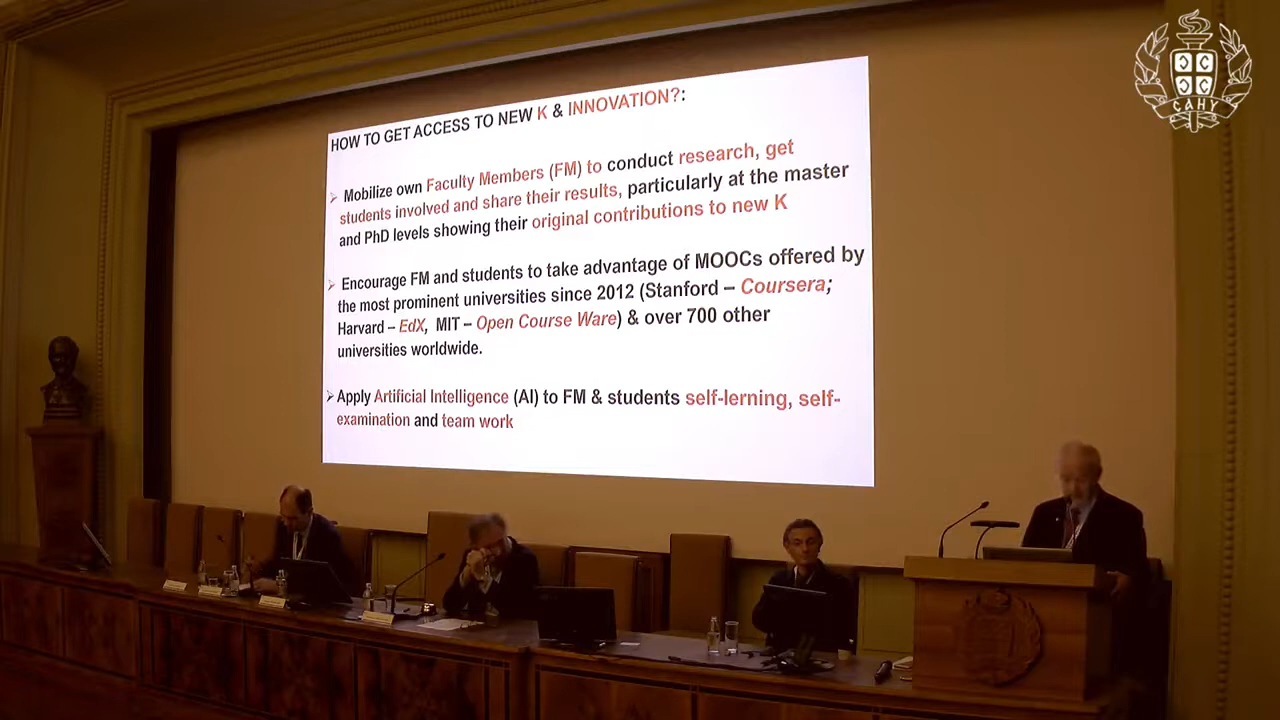 HOW TO GET ACCESS TO NEW K & INNOVATION?:
Mobilize own Faculty Members (FM) to conduct research, get
students involved and share their results, particularly at the master
and PhD levels showing their original contributions to new K
Encourage FM and students to take advantage of MOOCs offered by
the most prominent universities since 2012 (Stanford – Coursera;
Harvard – EdX, MIT – Open Course Ware) & over 700 other
universities worldwide.
Apply Artificial Intelligence (AI) to FM & students self-lerning, self-
examination and team work
САНУ